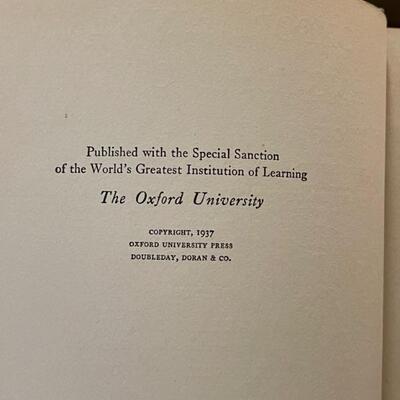 Published with the Special Sanction
of the World's Greatest Institution of Learning
The Oxford University
COPYRIGHT, 1937
OXFORD UNIVERSITY PRESS
DOUBLEDAY, DORAN & CO.